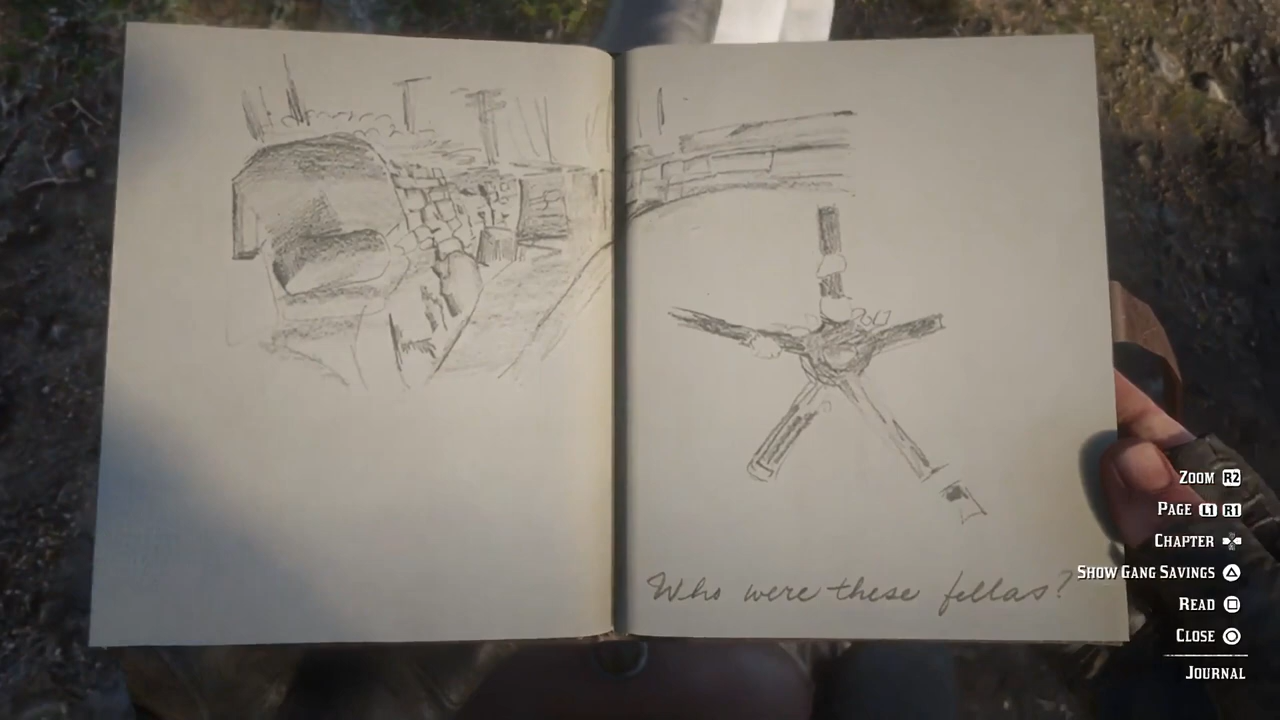 Who were these fellas?
ZOOM R2
PAGE L1 R1
CHAPTER
SHOW GANG SAVINGS
READ
CLOSE
JOURNAL